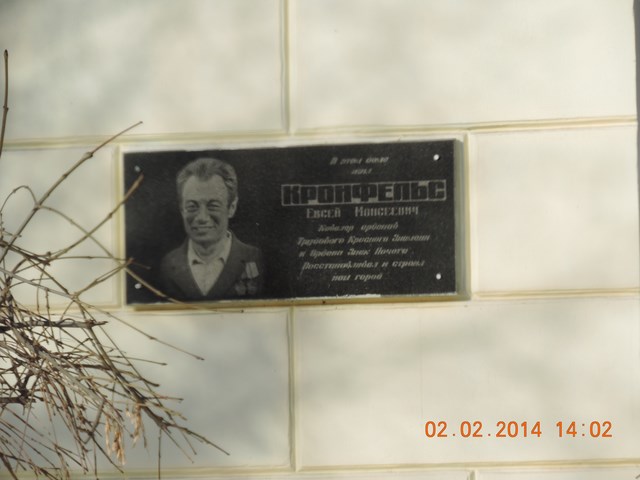 В этом доме
жил
КРОНФЕЛЬС
ЕВСЕЙ МОИСЕЕВИЧ
Кавалер орденов
Трудового Красного Знамени
и Ордена Знак Почета
Восстанавливал и строил
наш город
02.02.2014 14:02